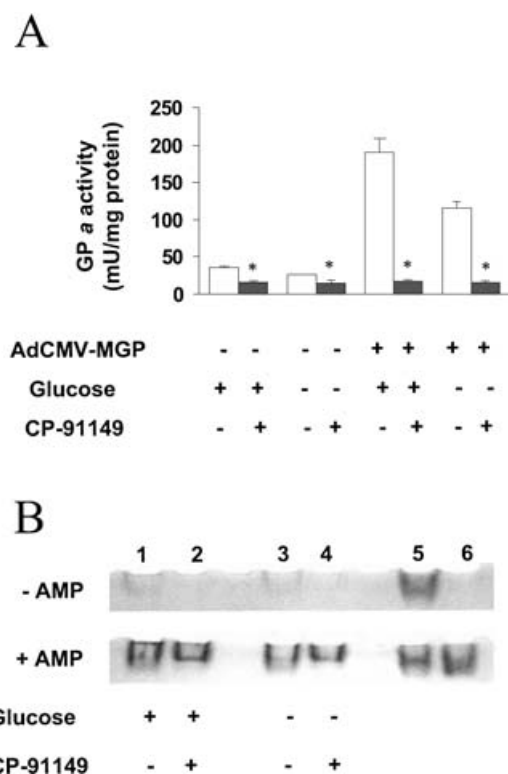 A
GP a activity
(mU/mg protein)
250
200
150
100
50
0
* * * *
AdCMV-MGP - - - - + + + +
Glucose + + - - + + - -
CP-91149 - + - + - + - +
B
1 2 3 4 5 6
- AMP
+ AMP
Glucose + + - -
CP-91149 - + - +